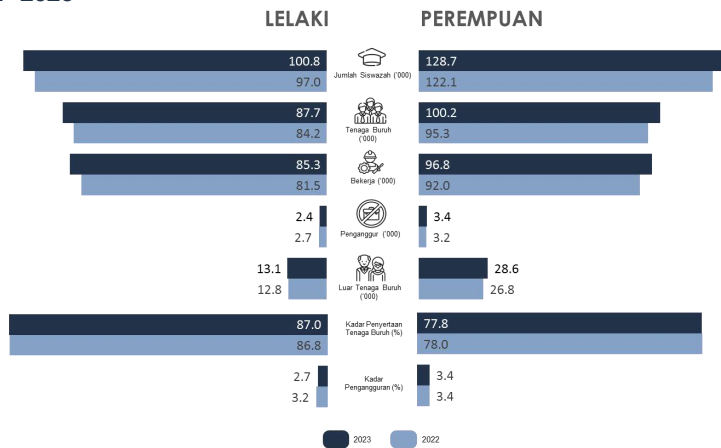 LELAKI PEREMPUAN
100.8 Jumlah Siswazah ('000) 128.7
97.0 122.1
87.7 Tenaga Buruh ('000) 100.2
84.2 95.3
85.3 Bekerja ('000) 96.8
81.5 92.0
2.4 Penganggur ('000) 3.4
2.7 3.2
13.1 Luar Tenaga Buruh ('000) 28.6
12.8 26.8
87.0 Kadar Penyertaan Tenaga Buruh (%) 77.8
86.8 78.0
2.7 Kadar Pengangguran (%) 3.4
3.2 3.4
2023 2022